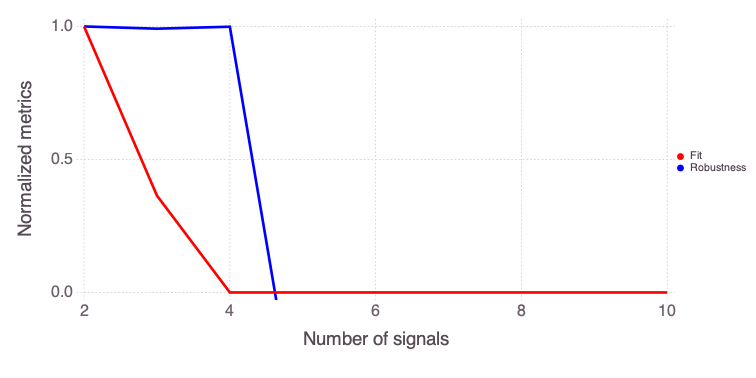 1.0
0.5
0.0
Normalized metrics
2 4 6 8 10
Number of signals
Fit
Robustness